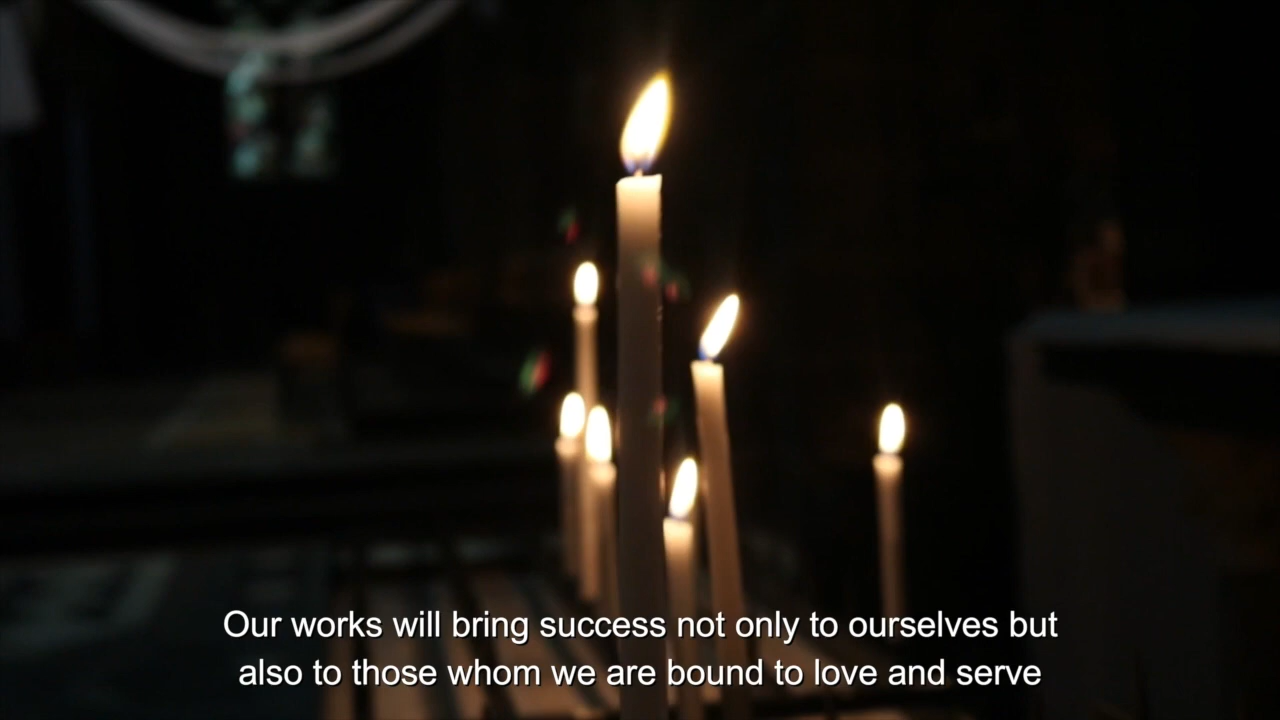 Our works will bring success not only to ourselves but
also to those whom we are bound to love and serve